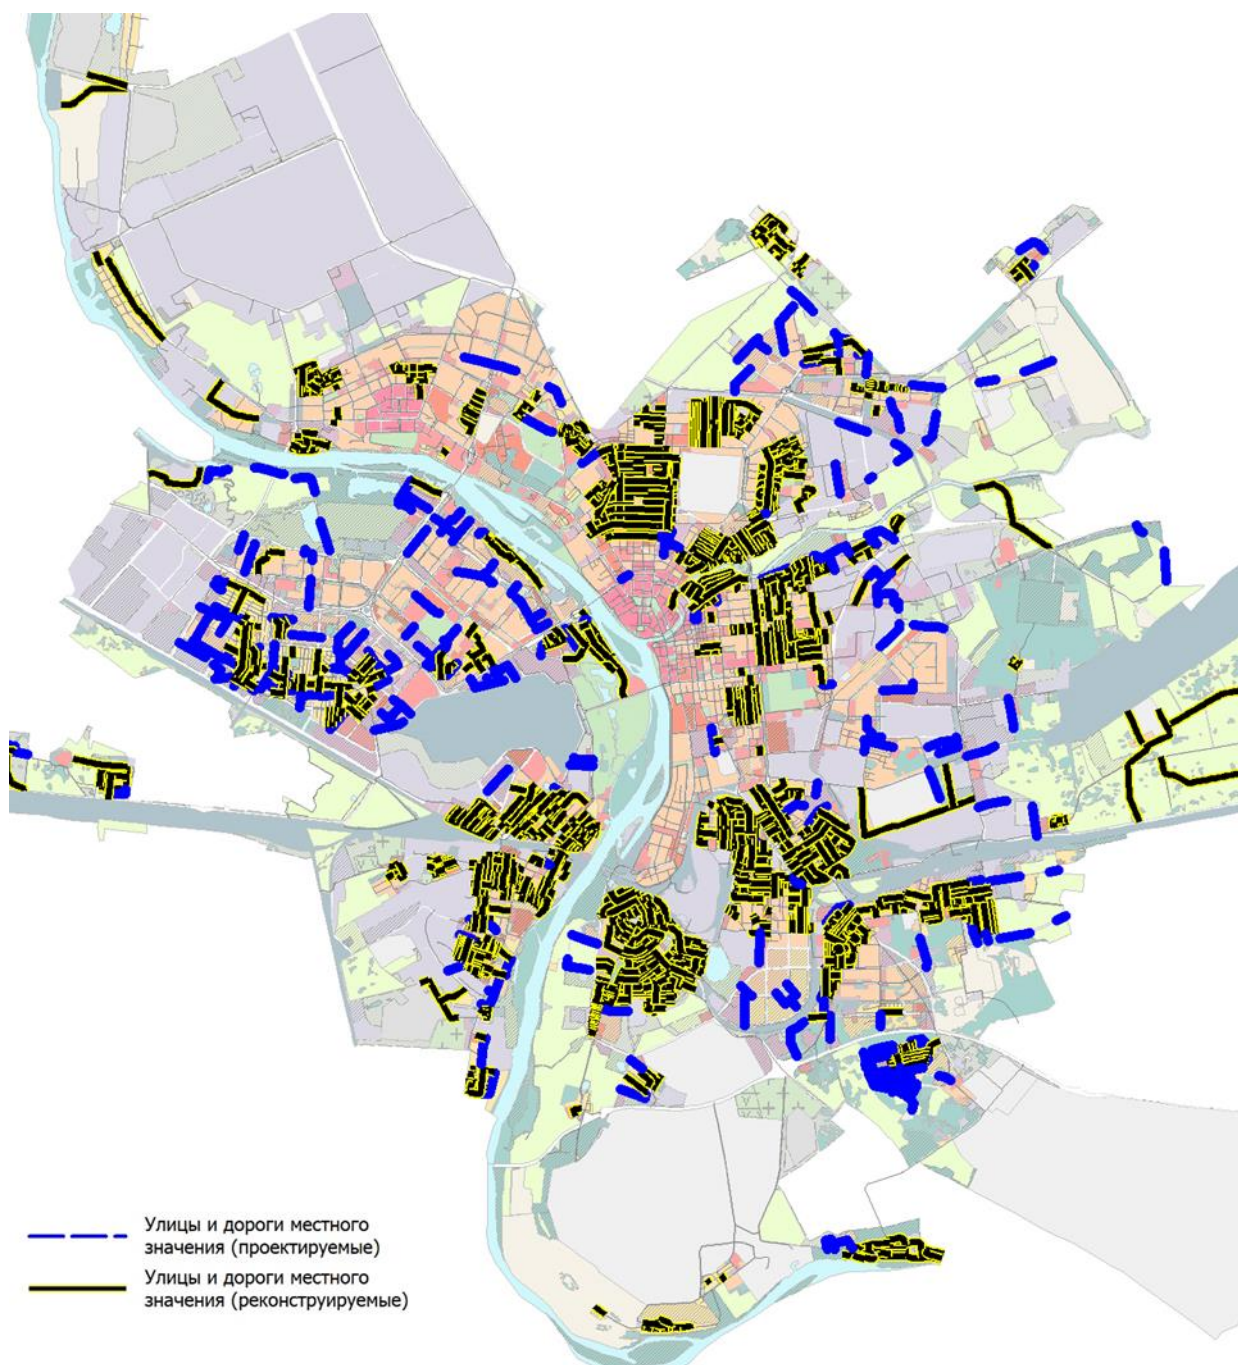 Улицы и дороги местного
значения (проектируемые)
Улицы и дороги местного
значения (реконструируемые)